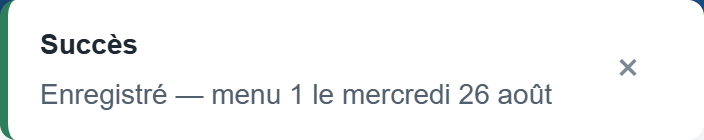 Succès
Enregistré — menu 1 le mercredi 26 août